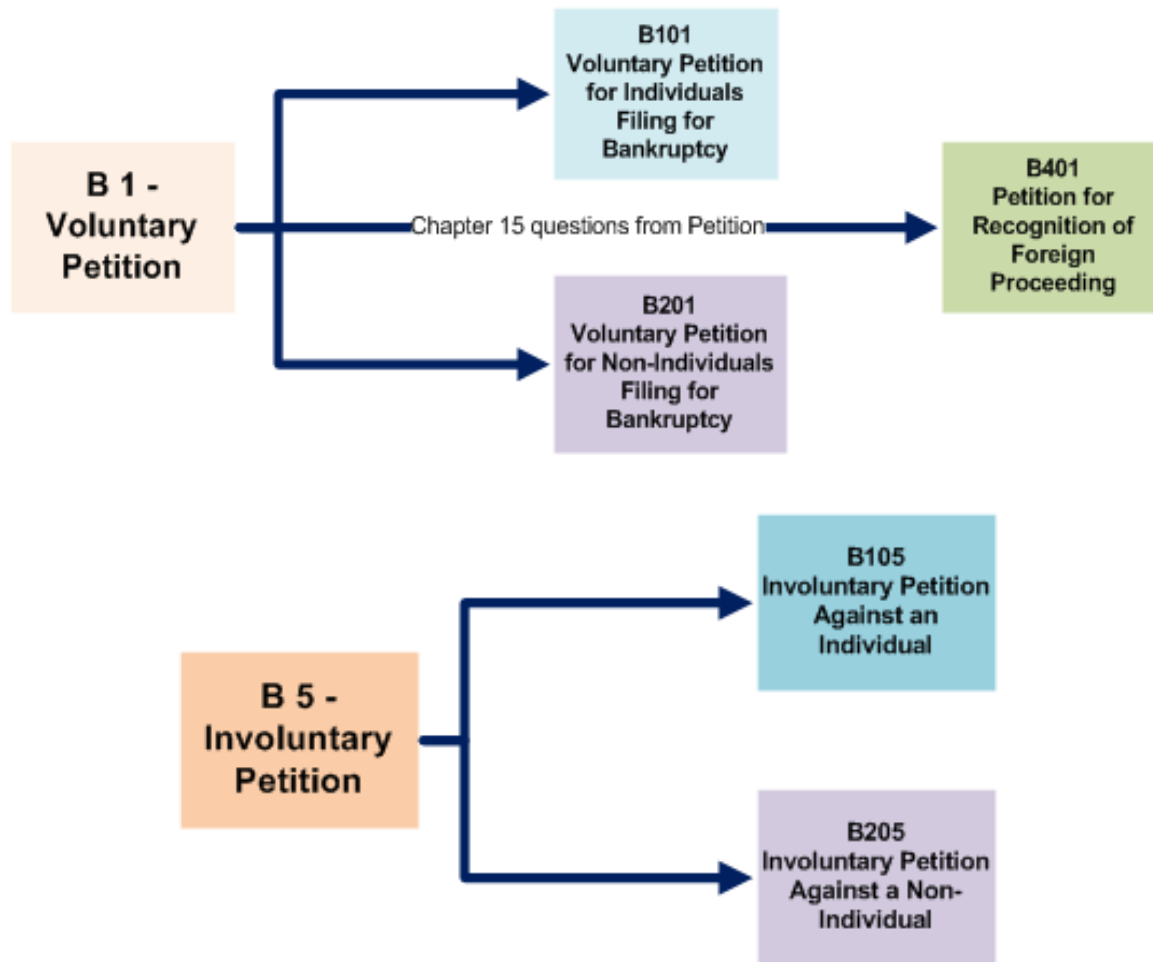 B101
Voluntary Petition
for Individuals
Filing for
Bankruptcy
B 1 -
Voluntary
Petition
Chapter 15 questions from Petition
B401
Petition for
Recognition of
Foreign
Proceeding
B201
Voluntary Petition
for Non-Individuals
Filing for
Bankruptcy
B105
Involuntary Petition
Against an
Individual
B 5 -
Involuntary
Petition
B205
Involuntary Petition
Against a Non-
Individual